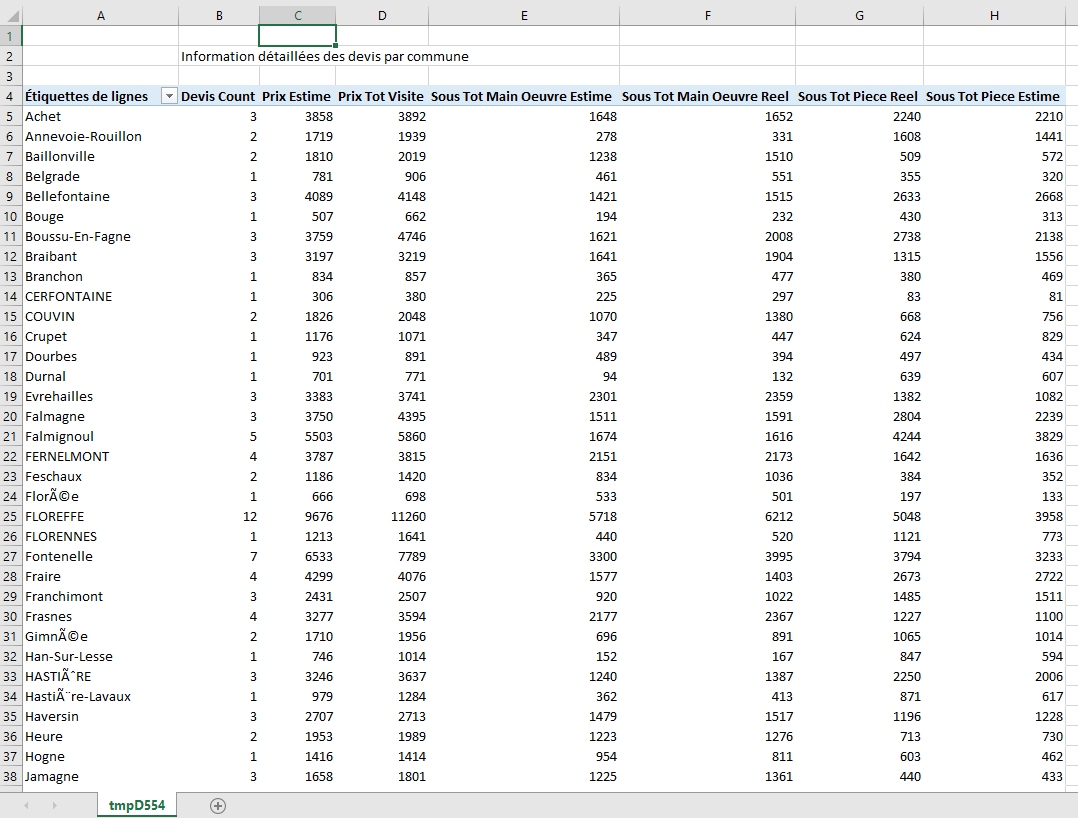 A B C D E F G H
1
2 Information détaillées des devis par commune
3
4 Étiquettes de lignes Devis Count Prix Estime Prix Tot Visite Sous Tot Main Oeuvre Estime Sous Tot Main Oeuvre Reel Sous Tot Piece Reel Sous Tot Piece Estime
5 Achet 3 3858 3892 1648 1652 2240 2210
6 Annevoie-Rouillon 2 1719 1939 278 331 1608 1441
7 Baillonville 2 1810 2019 1238 1510 509 572
8 Belgrade 1 781 906 461 551 355 320
9 Bellefontaine 3 4089 4148 1421 1515 2633 2668
10 Bouge 1 507 662 194 232 430 313
11 Boussu-En-Fagne 3 3759 4746 1621 2008 2738 2138
12 Braibant 3 3197 3219 1641 1904 1315 1556
13 Branchon 1 834 857 365 477 380 469
14 CERFONTAINE 1 306 380 225 297 83 81
15 COUVIN 2 1826 2048 1070 1380 668 756
16 Crupet 1 1176 1071 347 447 624 829
17 Dourbes 1 923 891 489 394 497 434
18 Durnal 1 701 771 94 132 639 607
19 Evrehailles 3 3383 3741 2301 2359 1382 1082
20 Falmagne 3 3750 4395 1511 1591 2804 2239
21 Falmignoul 5 5503 5860 1674 1616 4244 3829
22 FERNELMONT 4 3787 3815 2151 2173 1642 1636
23 Feschaux 2 1186 1420 834 1036 384 352
24 FlorÃ©e 1 666 698 533 501 197 133
25 FLOREFFE 12 9676 11260 5718 6212 5048 3958
26 FLORENNES 1 1213 1641 440 520 1121 773
27 Fontenelle 7 6533 7789 3300 3995 3794 3233
28 Fraire 4 4299 4076 1577 1403 2673 2722
29 Franchimont 3 2431 2507 920 1022 1485 1511
30 Frasnes 4 3277 3594 2177 2367 1227 1100
31 GimnÃ©e 2 1710 1956 696 891 1065 1014
32 Han-Sur-Lesse 1 746 1014 152 167 847 594
33 HASTIÃˆRE 3 3246 3637 1240 1387 2250 2006
34 HastiÃ¨re-Lavaux 1 979 1284 362 413 871 617
35 Haversin 3 2707 2713 1479 1517 1196 1228
36 Heure 2 1953 1989 1223 1276 713 730
37 Hogne 1 1416 1414 954 811 603 462
38 Jamagne 3 1658 1801 1225 1361 440 433
tmpD554